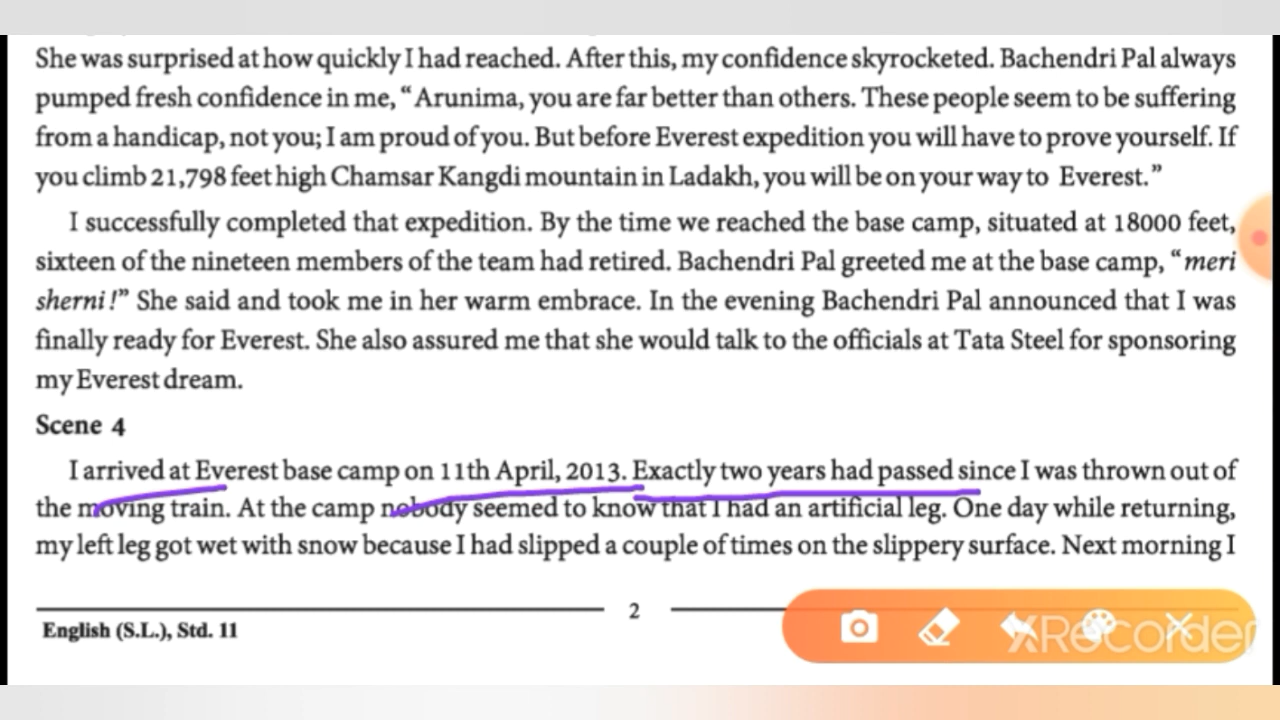 She was surprised at how quickly I had reached. After this, my confidence skyrocketed. Bachendri Pal always
pumped fresh confidence in me, “Arunima, you are far better than others. These people seem to be suffering
from a handicap, not you; I am proud of you. But before Everest expedition you will have to prove yourself. If
you climb 21,798 feet high Chamsar Kangdi mountain in Ladakh, you will be on your way to Everest.”
I successfully completed that expedition. By the time we reached the base camp, situated at 18000 feet,
sixteen of the nineteen members of the team had retired. Bachendri Pal greeted me at the base camp, “meri
sherni !” She said and took me in her warm embrace. In the evening Bachendri Pal announced that I was
finally ready for Everest. She also assured me that she would talk to the officials at Tata Steel for sponsoring
my Everest dream.
Scene 4
I arrived at Everest base camp on 11th April, 2013. Exactly two years had passed since I was thrown out of
the moving train. At the camp nobody seemed to know that I had an artificial leg. One day while returning,
my left leg got wet with snow because I had slipped a couple of times on the slippery surface. Next morning I
2
English (S.L.), Std. 11
XRecorder